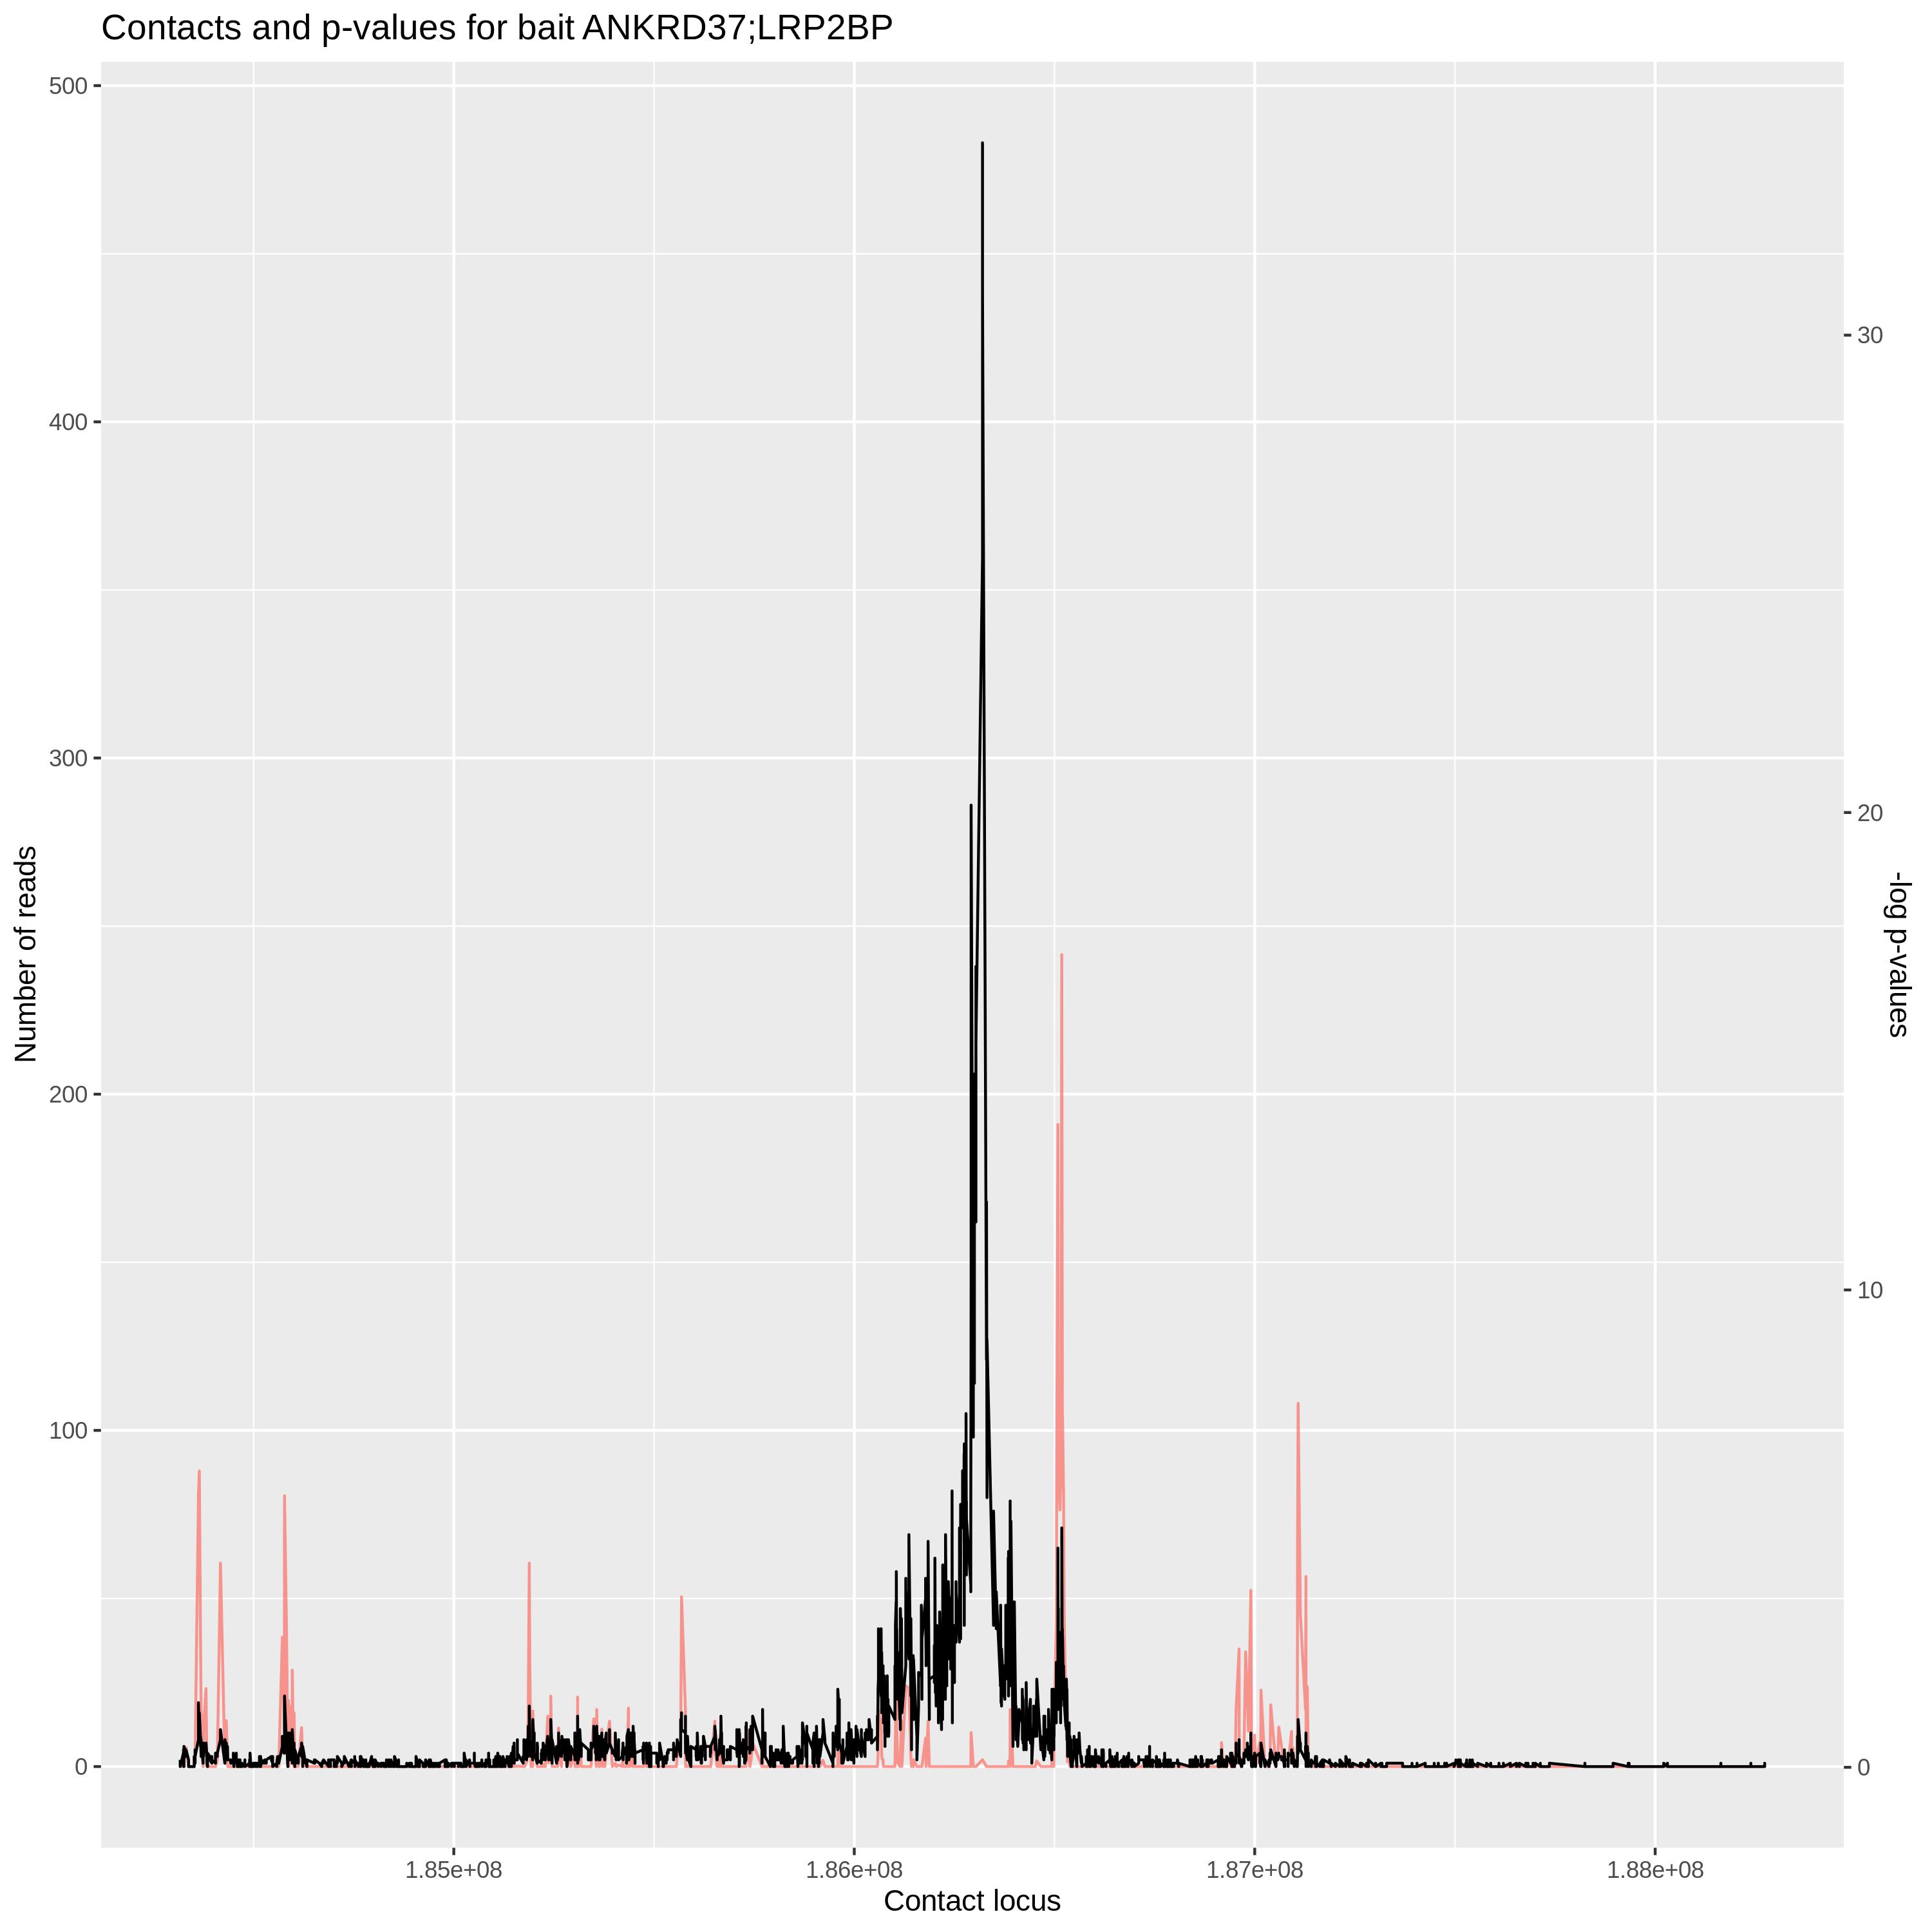 Contacts and p-values for bait ANKRD37;LRP2BP
500
400
300
200
100
0
Number of reads
30
20
10
0
-log p-values
1.85e+08
1.86e+08
1.87e+08
1.88e+08
Contact locus